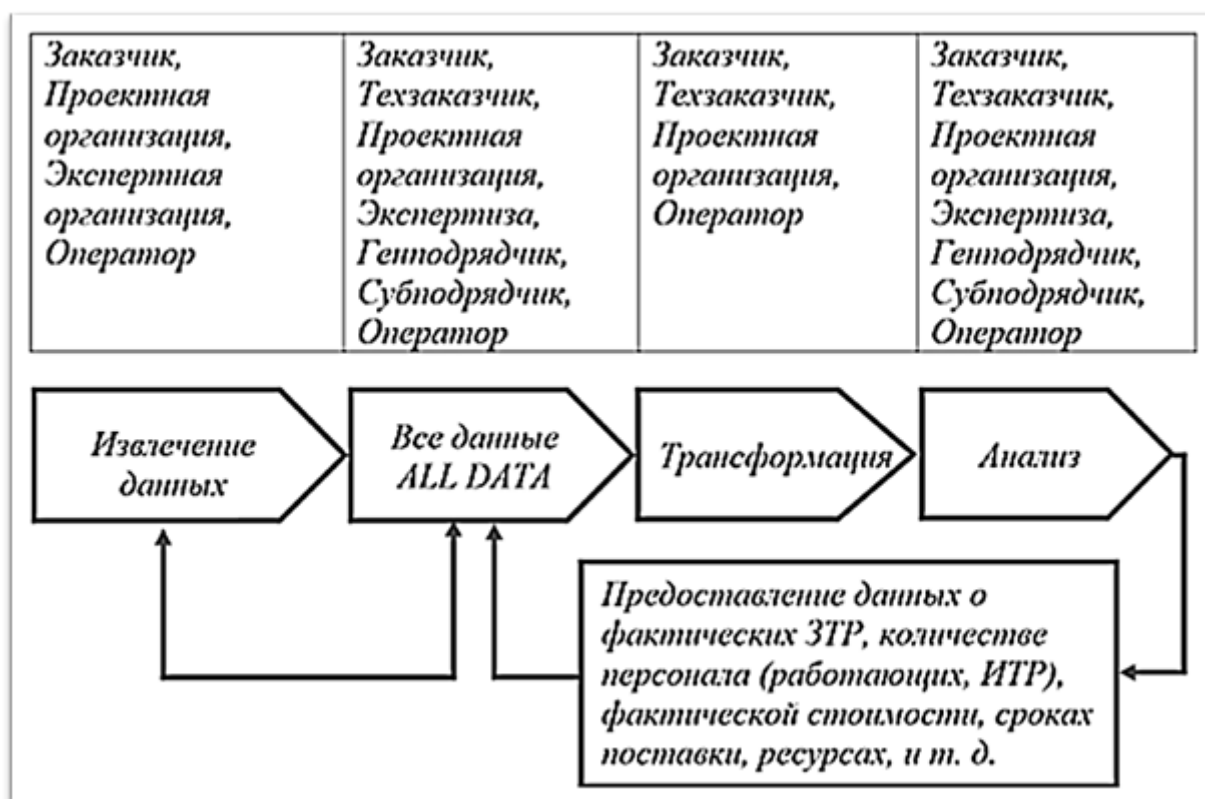 Заказчик,
Проектная
организация,
Экспертная
организация,
Оператор
Заказчик,
Техзаказчик,
Проектная
организация,
Экспертиза,
Генподрядчик,
Субподрядчик,
Оператор
Заказчик,
Техзаказчик,
Проектная
организация,
Оператор
Заказчик,
Техзаказчик,
Проектная
организация,
Экспертиза,
Генподрядчик,
Субподрядчик,
Оператор
Извлечение
данных
Все данные
ALL DATA
Трансформация
Анализ
Предоставление данных о
фактических ЗТР, количестве
персонала (работающих, ИТР),
фактической стоимости, сроках
поставки, ресурсах, и т. д.